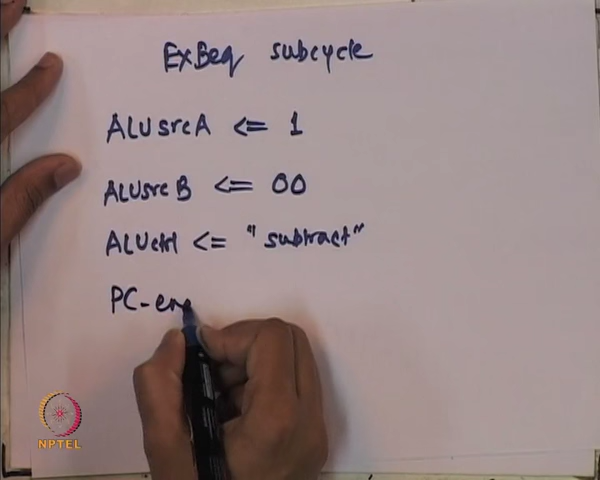 ExBeq subcycle
ALUsrcA <= 1
ALUsrcB <= 00
ALUctrl <= "subtract"
PC-en
NPTEL